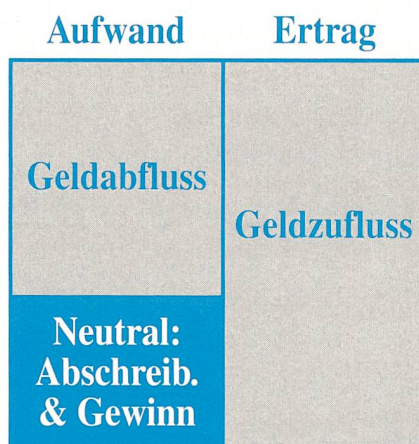 Aufwand Ertrag
Geldabfluss
Geldzufluss
Neutral:
Abschreib.
& Gewinn